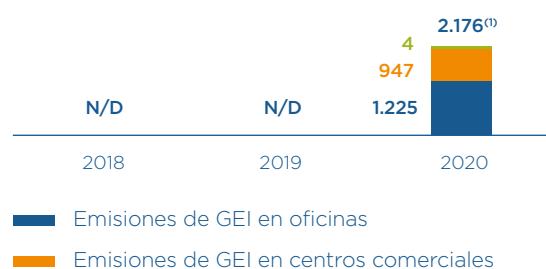 2.176(1)
4
947
N/D N/D 1.225
2018 2019 2020
Emisiones de GEI en oficinas
Emisiones de GEI en centros comerciales